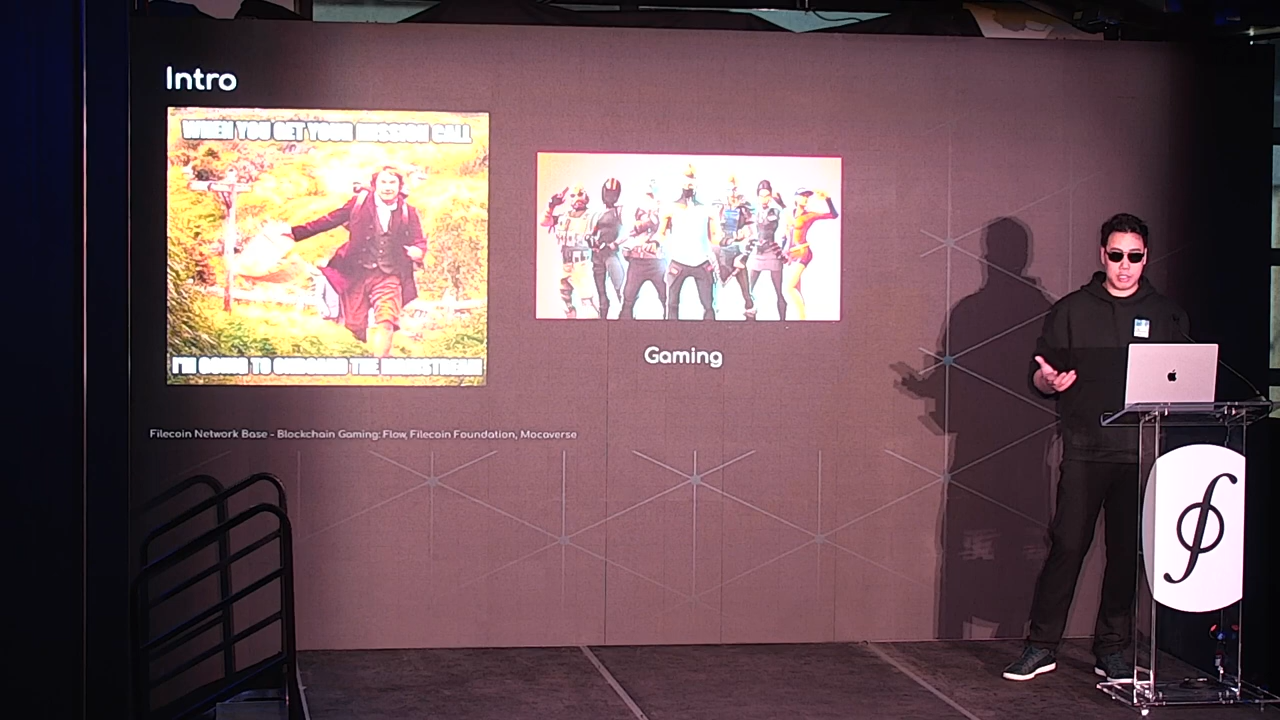 Intro
WHEN YOU GET YOUR MISSION CALL
I'M GOING TO ONBOARD THE MAINSTREAM
Gaming
Filecoin Network Base - Blockchain Gaming: Flow, Filecoin Foundation, Mocaverse